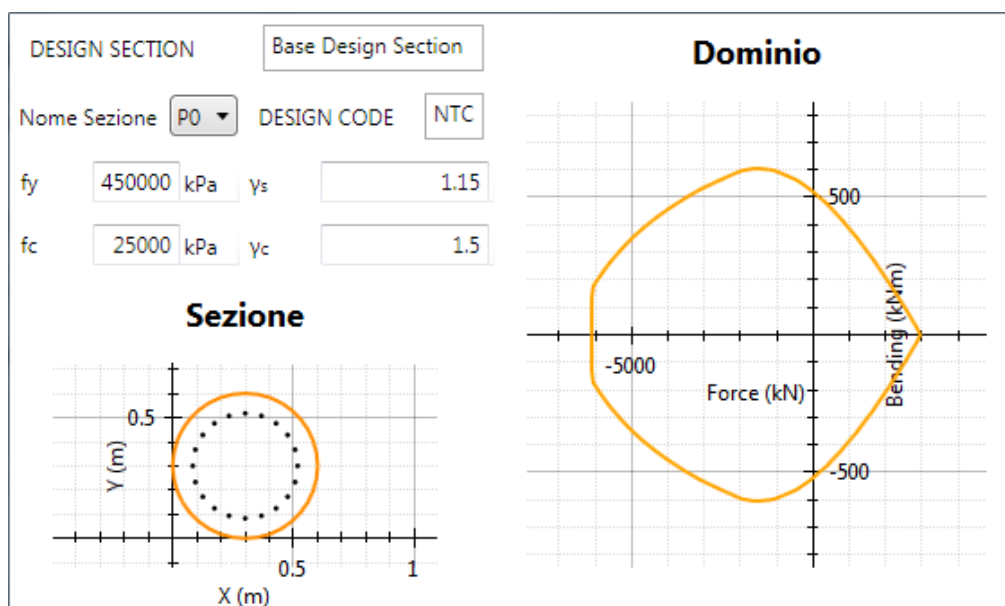 DESIGN SECTION
Base Design Section
Nome Sezione
P0
DESIGN CODE
NTC
fy
450000
kPa
γs
1.15
fc
25000
kPa
γc
1.5
Sezione
0.5
Y (m)
0.5
1
X (m)
Dominio
500
-5000
Force (kN)
Bending (kNm)
-500